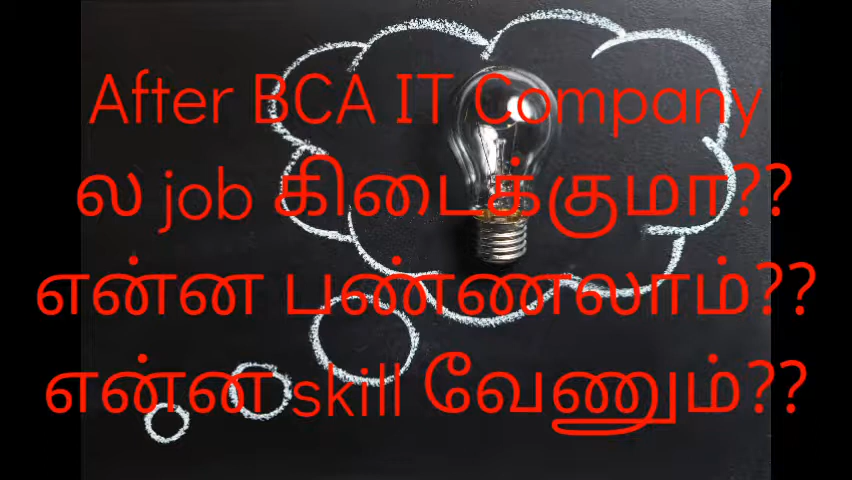 After BCA IT Company
ல job கிடைக்குமா??
என்ன பண்ணலாம்??
என்ன skill வேணும்??